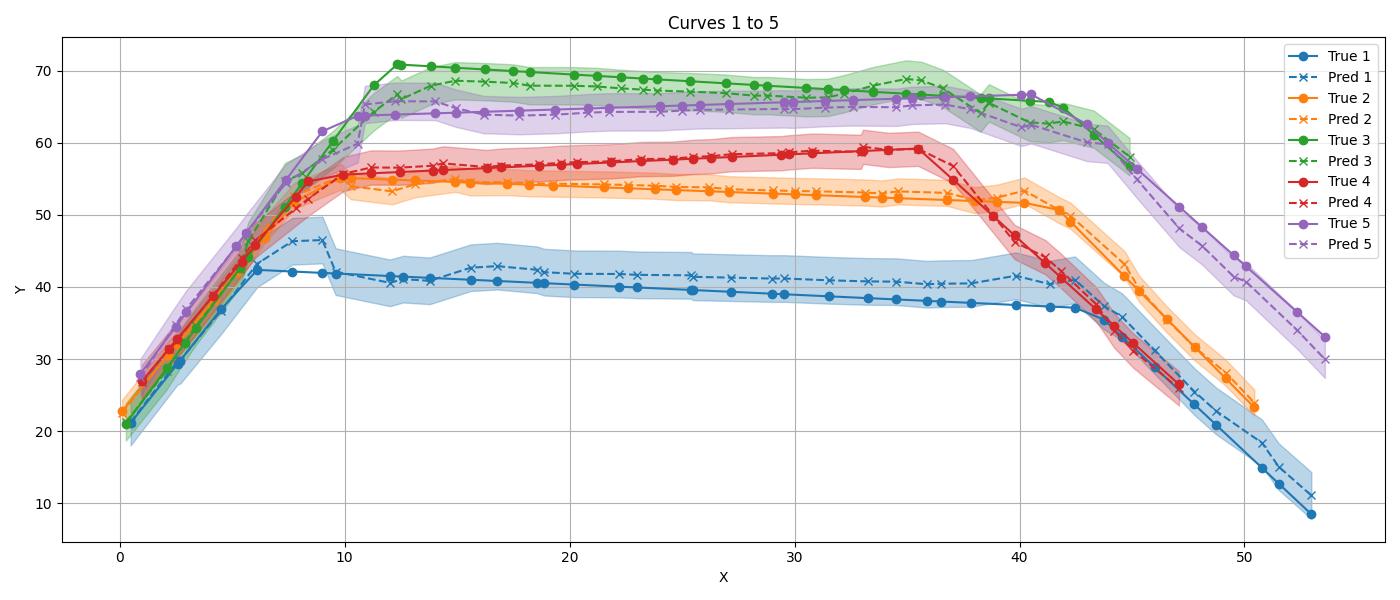 Curves 1 to 5
Y
70
60
50
40
30
20
10
0 10 20 30 40 50
X
True 1
Pred 1
True 2
Pred 2
True 3
Pred 3
True 4
Pred 4
True 5
Pred 5